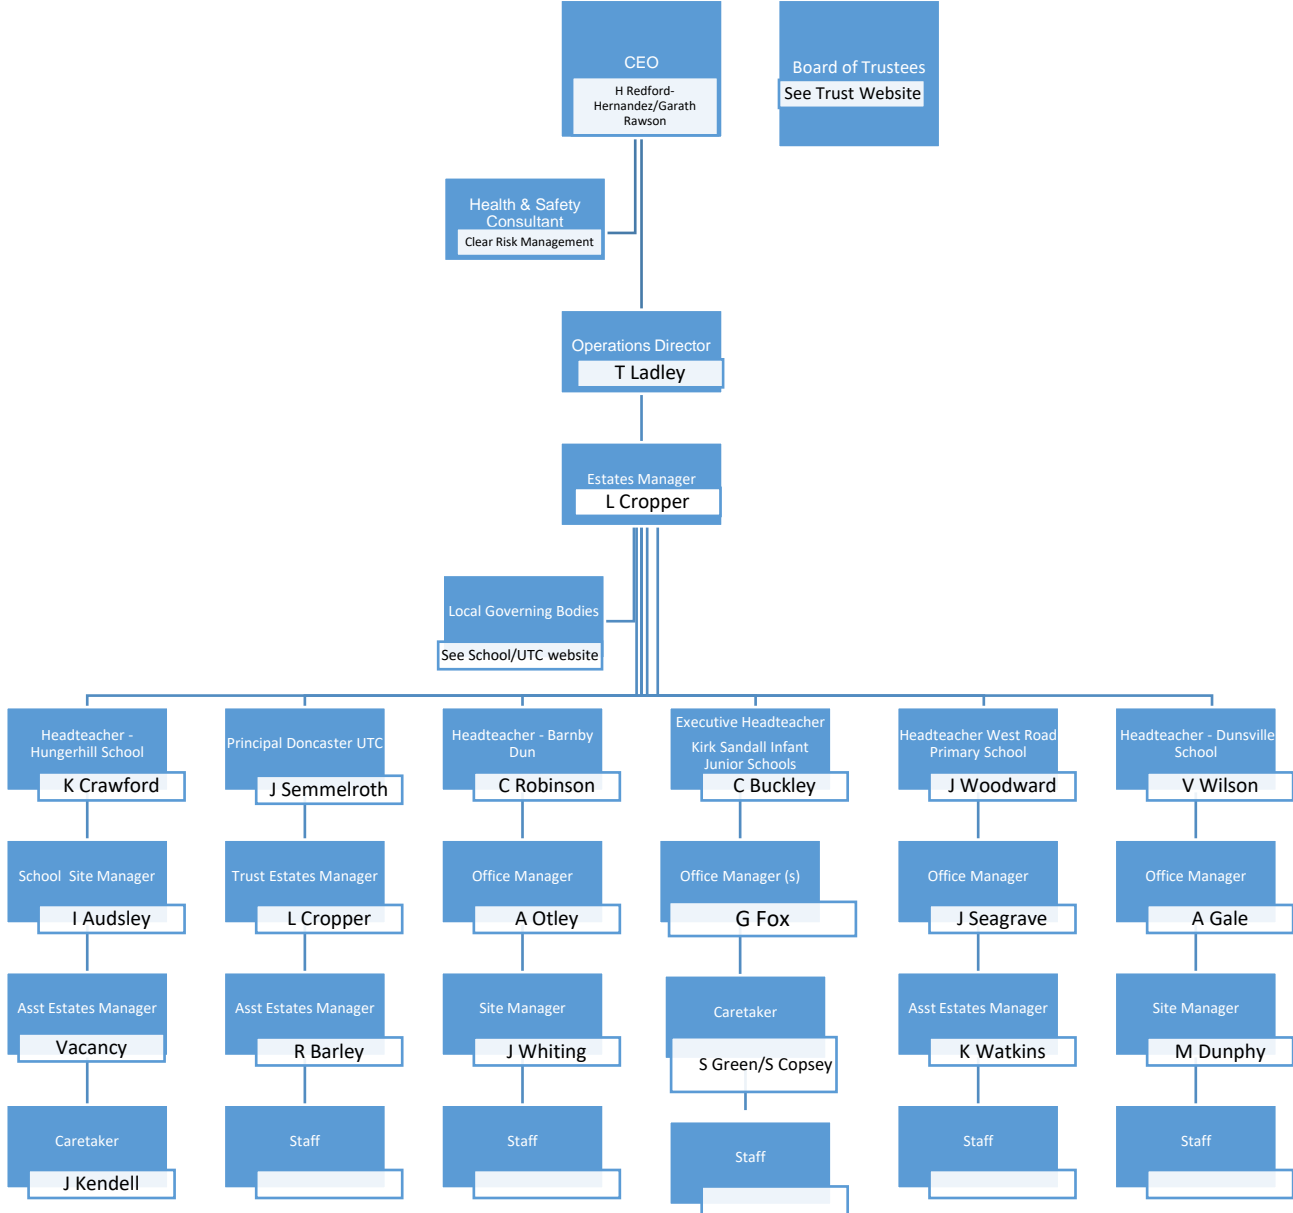 CEO
H Redford-
Hernandez/Garath
Rawson
Board of Trustees
See Trust Website
Health & Safety
Consultant
Clear Risk Management
Operations Director
T Ladley
Estates Manager
L Cropper
Local Governing Bodies
See School/UTC website
Headteacher -
Hungerhill School
K Crawford
Principal Doncaster UTC
J Semmelroth
Headteacher - Barnby
Dun
C Robinson
Executive Headteacher
Kirk Sandall Infant
Junior Schools
C Buckley
Headteacher West Road
Primary School
J Woodward
Headteacher - Dunsville
School
V Wilson
School Site Manager
I Audsley
Trust Estates Manager
L Cropper
Office Manager
A Otley
Office Manager (s)
G Fox
Office Manager
J Seagrave
Office Manager
A Gale
Asst Estates Manager
Vacancy
Asst Estates Manager
R Barley
Site Manager
J Whiting
Caretaker
S Green/S Copsey
Asst Estates Manager
K Watkins
Site Manager
M Dunphy
Caretaker
J Kendell
Staff
Staff
Staff
Staff
Staff